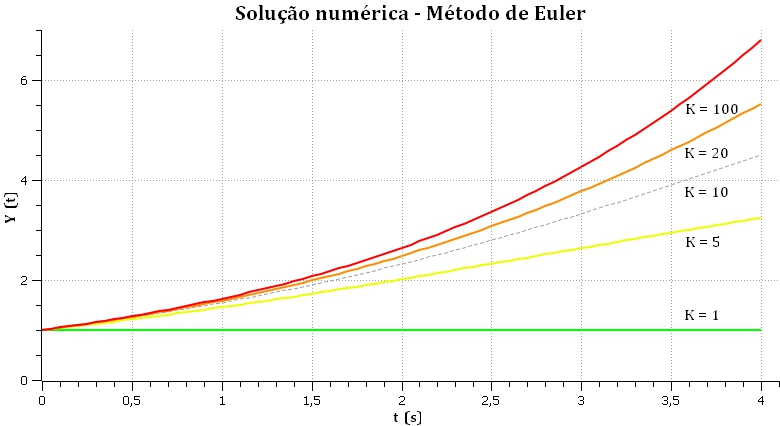 Solução numérica - Método de Euler
Y (t)
6
4
2
0
K = 100
K = 20
K = 10
K = 5
K = 1
0
0,5
1
1,5
2
2,5
3
3,5
4
t (s)